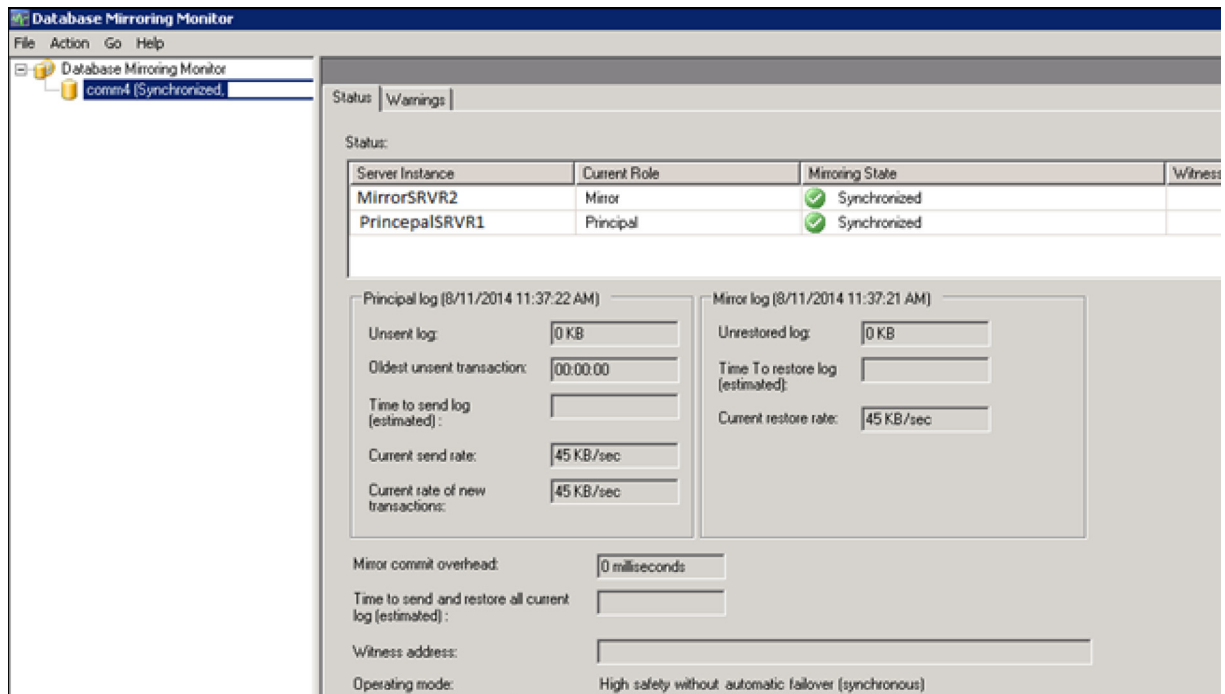 Database Mirroring Monitor
File Action Go Help
Database Mirroring Monitor
comm4 (Synchronized,
Status Warnings
Status:
Server Instance Current Role Mirroring State Witness
MirrorSRVR2 Mirror Synchronized
PrincepalSRVR1 Principal Synchronized
Principal log (8/11/2014 11:37:22 AM) Mirror log (8/11/2014 11:37:21 AM)
Unsent log: 0 KB Unrestored log: 0 KB
Oldest unsent transaction: 00:00:00 Time To restore log
(estimated):
Time to send log
(estimated) :
Current restore rate: 45 KB/sec
Current send rate: 45 KB/sec
Current rate of new
transactions: 45 KB/sec
Mirror commit overhead: 0 milliseconds
Time to send and restore all current
log (estimated) :
Witness address:
Operating mode: High safety without automatic failover (synchronous)